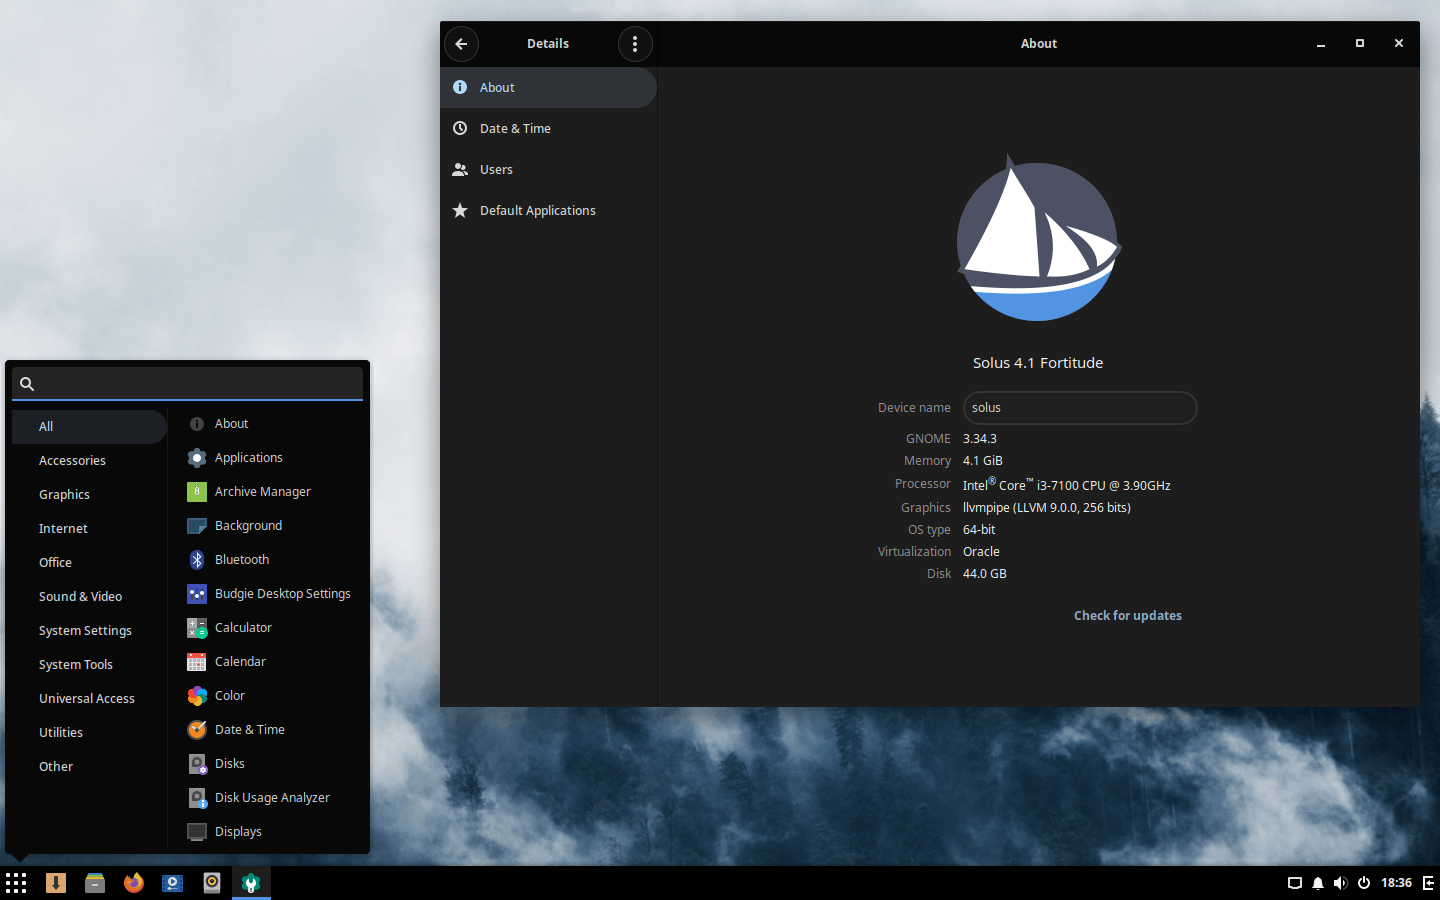 Details
About
About
Date & Time
Users
Default Applications
Solus 4.1 Fortitude
Device name solus
GNOME 3.34.3
Memory 4.1 GiB
Processor Intel® Core™ i3-7100 CPU @ 3.90GHz
Graphics llvmpipe (LLVM 9.0.0, 256 bits)
OS type 64-bit
Virtualization Oracle
Disk 44.0 GB
Check for updates
All
Accessories
Graphics
Internet
Office
Sound & Video
System Settings
System Tools
Universal Access
Utilities
Other
About
Applications
Archive Manager
Background
Bluetooth
Budgie Desktop Settings
Calculator
Calendar
Color
Date & Time
Disks
Disk Usage Analyzer
Displays
18:36